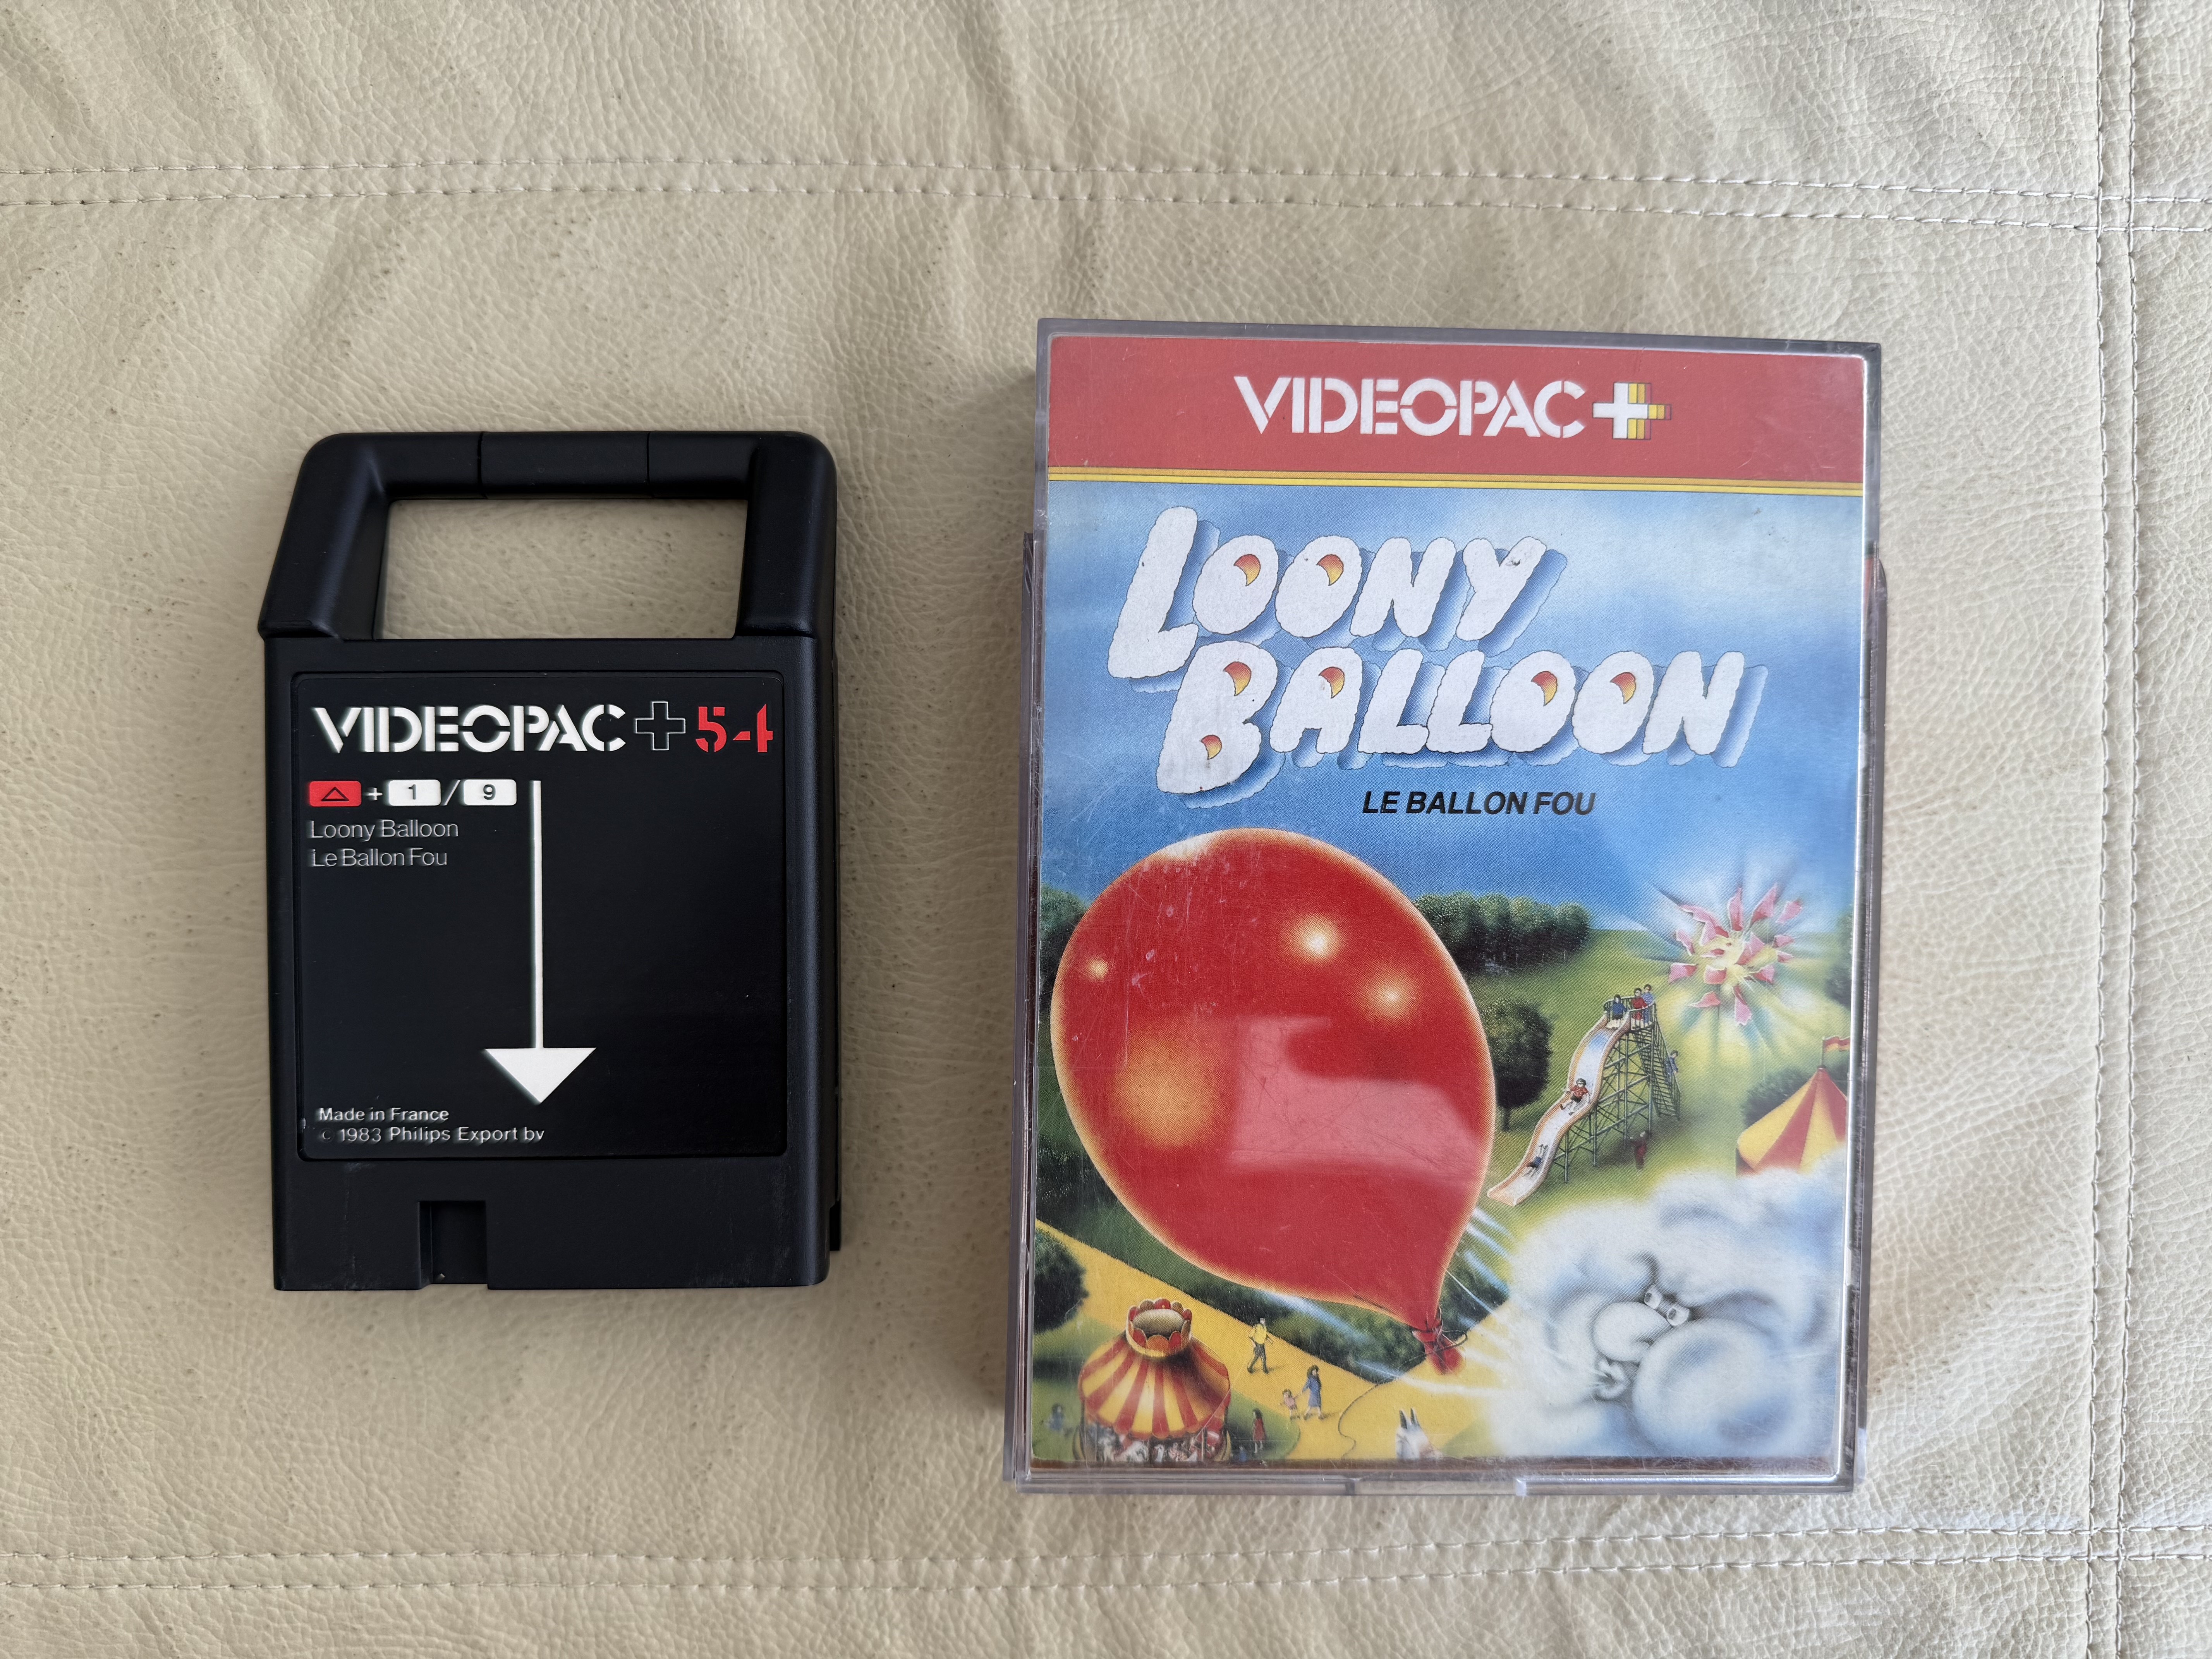 VIDEOPAC+ 54
△ + 1 / 9
Loony Balloon
Le Ballon Fou
Made in France
c 1983 Philips Export bv
VIDEOPAC+
LOONY
BALLOON
LE BALLON FOU